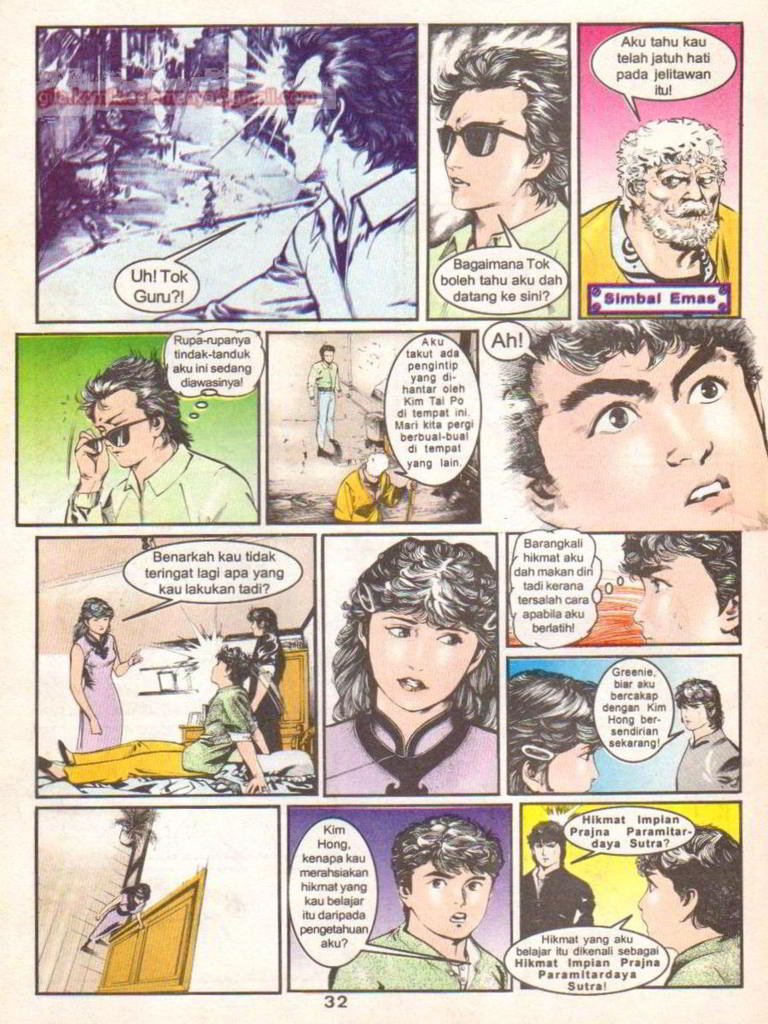 Uh! Tok
Guru?!
Bagaimana Tok
boleh tahu aku dah
datang ke sini?
Aku tahu kau
telah jatuh hati
pada jelitawan
itu!
Simbal Emas
Rupa-rupanya
tindak-tanduk
aku ini sedang
diawasinya!
Aku
takut ada
pengintip
yang di-
hantar oleh
Kim Tai Po
di tempat ini.
Mari kita pergi
berbual-bual
di tempat
yang lain.
Ah!
Benarkah kau tidak
teringat lagi apa yang
kau lakukan tadi?
Barangkali
hikmat aku
dah makan diri
tadi kerana
tersalah cara
apabila aku
berlatih!
Greenie,
biar aku
bercakap
dengan Kim
Hong ber-
sendirian
sekarang!
Kim
Hong,
kenapa kau
merahsiakan
hikmat yang
kau belajar
itu daripada
pengetahuan
aku?
Hikmat Impian
Prajna Paramitar-
daya Sutra?
Hikmat yang aku
belajar itu dikenali sebagai
Hikmat Impian Prajna
Paramitardaya
Sutra!
32